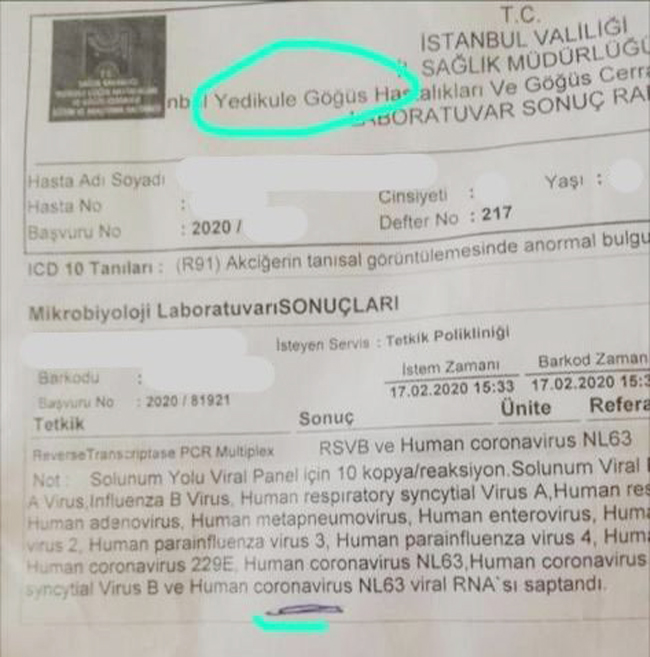 T.C.
İSTANBUL VALİLİĞİ
SAĞLIK MÜDÜRLÜĞÜ
Yedikule Göğüs Hastalıkları Ve Göğüs Cerra
LABORATUVAR SONUÇ RA
Hasta Adı Soyadı
Hasta No :
Cinsiyeti :
Yaşı :
Başvuru No : 2020 /
Defter No : 217
ICD 10 Tanıları : (R91) Akciğerin tanısal görüntülemesinde anormal bulgu
Mikrobiyoloji LaboratuvarıSONUÇLARI
İsteyen Servis : Tetkik Polikliniği
Barkodu :
İstem Zamanı
Barkod Zaman
17.02.2020 15:33
17.02.2020 15:3
Başvuru No : 2020 / 81921
Tetkik
Sonuç
Ünite
Refera
ReverseTranscriptase PCR Multiplex
RSVB ve Human coronavirus NL63
Not : Solunum Yolu Viral Panel için 10 kopya/reaksiyon.Solunum Viral
A Virus,Influenza B Virus, Human respiratory syncytial Virus A,Human res
Human adenovirus, Human metapneumovirus, Human enterovirus, Huma
virus 2, Human parainfluenza virus 3, Human parainfluenza virus 4, Huma
Human coronavirus 229E, Human coronavirus NL63,Human coronavirus
syncytial Virus B ve Human coronavirus NL63 viral RNA`sı saptandı.